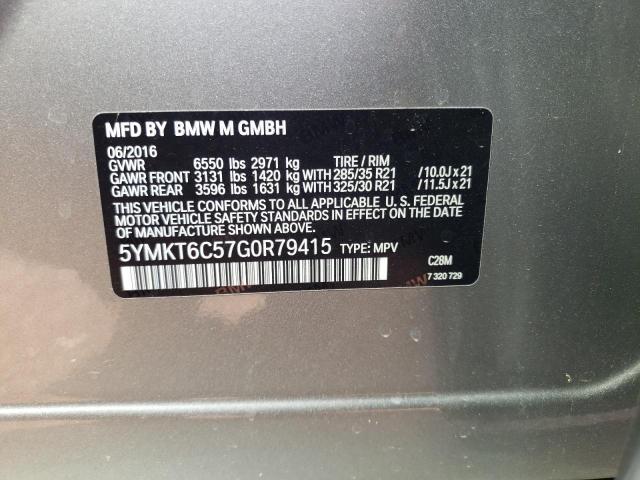 MFD BY BMW M GMBH
06/2016
GVWR 6550 lbs 2971 kg TIRE / RIM
GAWR FRONT 3131 lbs 1420 kg WITH 285/35 R21 /10.0J x 21
GAWR REAR 3596 lbs 1631 kg WITH 325/30 R21 /11.5J x 21
THIS VEHICLE CONFORMS TO ALL APPLICABLE U.S. FEDERAL
MOTOR VEHICLE SAFETY STANDARDS IN EFFECT ON THE DATE
OF MANUFACTURE SHOWN ABOVE.
5YMKT6C57G0R79415 TYPE: MPV
C28M
7 320 729